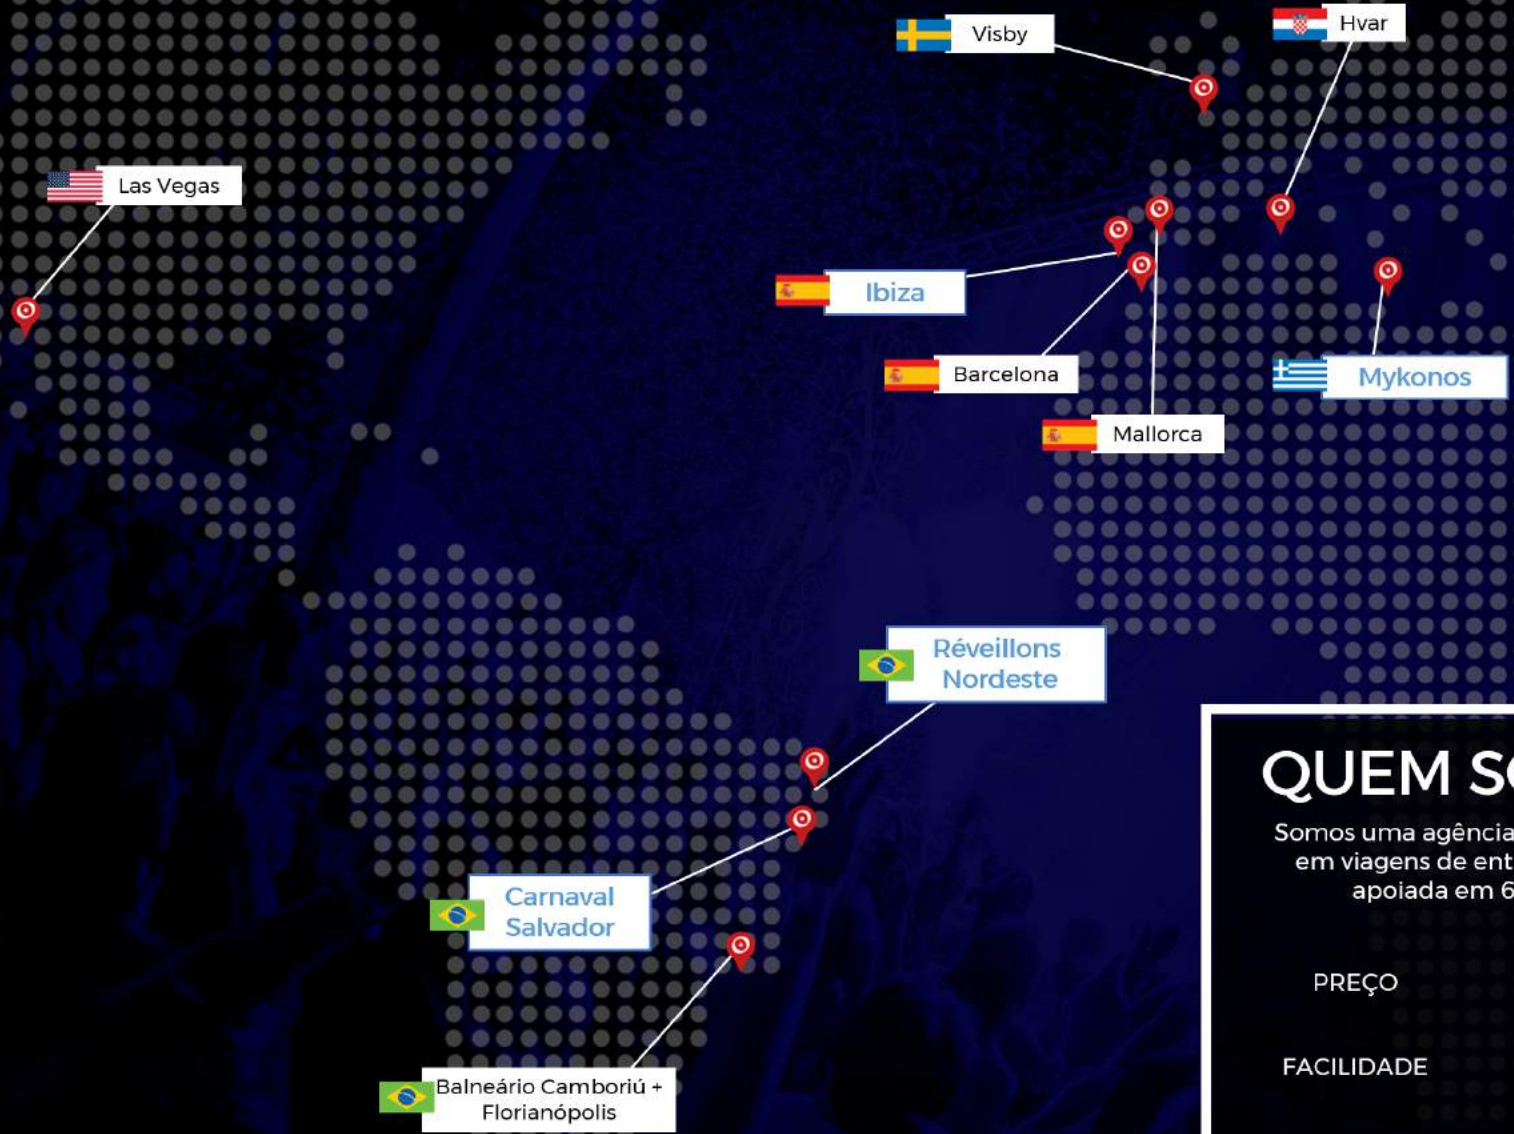 Visby
Hvar
Las Vegas
Ibiza
Barcelona
Mykonos
Mallorca
Réveillons
Nordeste
QUEM S
Somos uma agência
em viagens de ent
apoiada em 6
Carnaval
Salvador
PREÇO
FACILIDADE
Balneário Camboriú +
Florianópolis